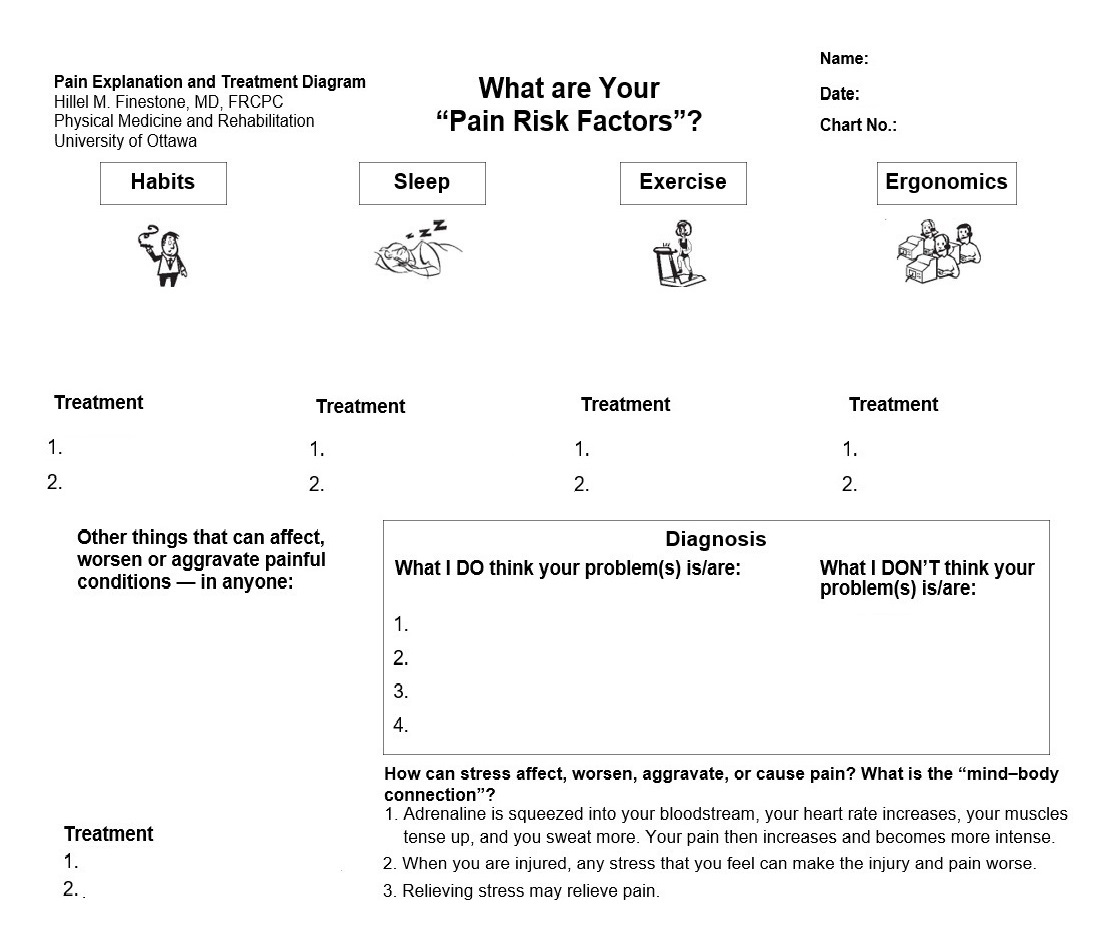 Pain Explanation and Treatment Diagram
Hillel M. Finestone, MD, FRCPC
Physical Medicine and Rehabilitation
University of Ottawa
What are Your
“Pain Risk Factors”?
Name:
Date:
Chart No.:
Habits
Sleep
Exercise
Ergonomics
z z z
Treatment
1.
2.
Treatment
1.
2.
Treatment
1.
2.
Treatment
1.
2.
Other things that can affect,
worsen or aggravate painful
conditions — in anyone:
Treatment
1.
2.
Diagnosis
What I DO think your problem(s) is/are:
1.
2.
3.
4.
What I DON’T think your
problem(s) is/are:
How can stress affect, worsen, aggravate, or cause pain? What is the “mind–body
connection”?
1. Adrenaline is squeezed into your bloodstream, your heart rate increases, your muscles
tense up, and you sweat more. Your pain then increases and becomes more intense.
2. When you are injured, any stress that you feel can make the injury and pain worse.
3. Relieving stress may relieve pain.